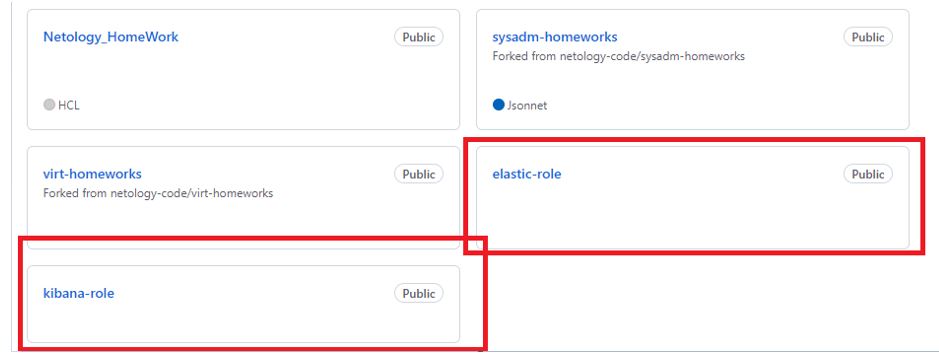 Netology_HomeWork Public
HCL
sysadm-homeworks Public
Forked from netology-code/sysadm-homeworks
Jsonnet
virt-homeworks Public
Forked from netology-code/virt-homeworks
elastic-role Public
kibana-role Public